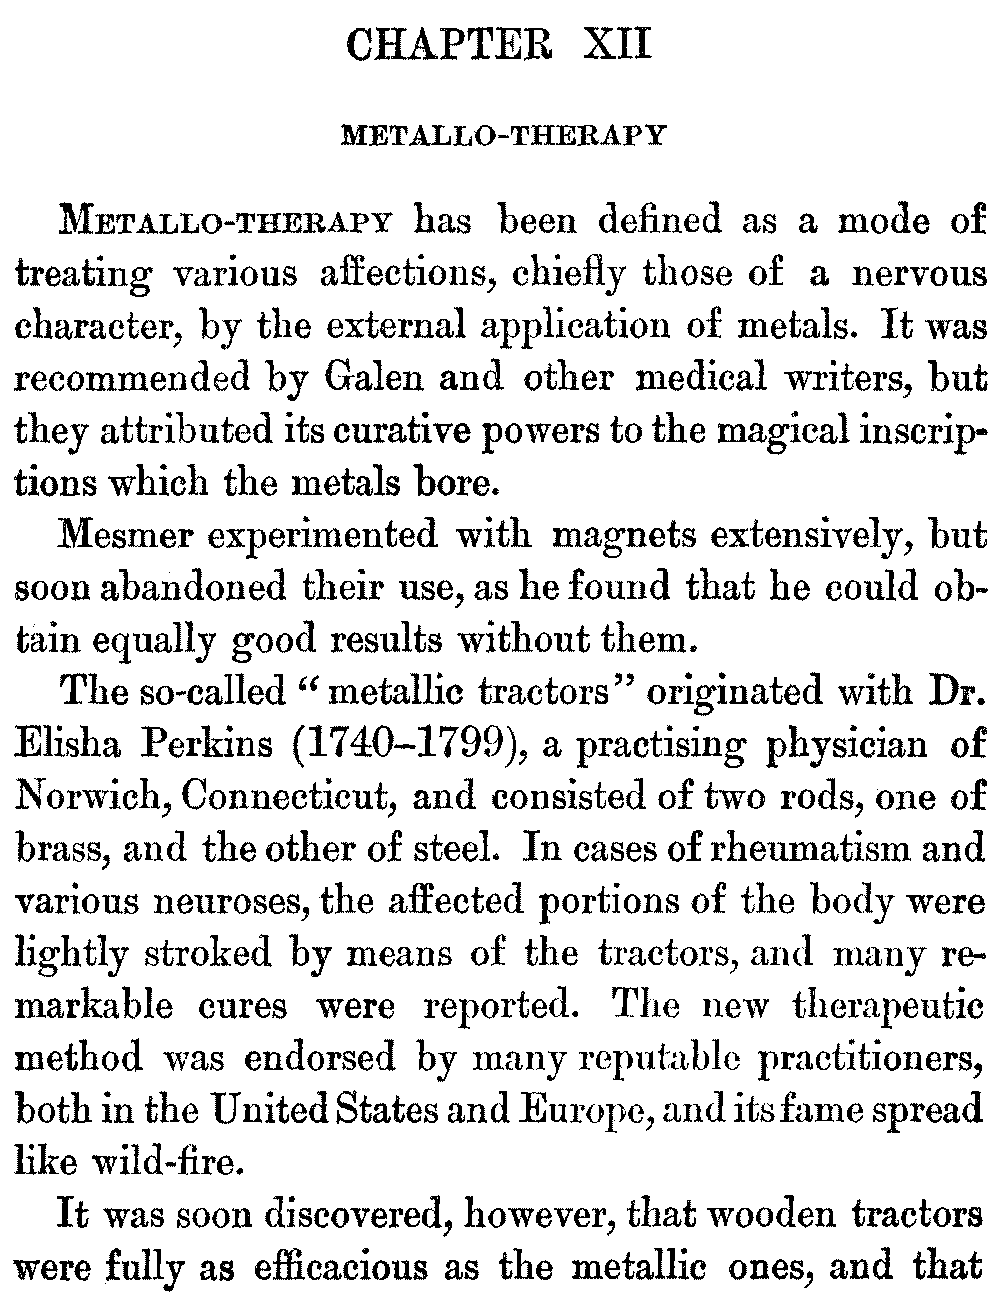 CHAPTER XII
METALLO-THERAPY
METALLO-THERAPY has been defined as a mode of
treating various affections, chiefly those of a nervous
character, by the external application of metals. It was
recommended by Galen and other medical writers, but
they attributed its curative powers to the magical inscrip-
tions which the metals bore.
Mesmer experimented with magnets extensively, but
soon abandoned their use, as he found that he could ob-
tain equally good results without them.
The so-called “metallic tractors” originated with Dr.
Elisha Perkins (1740–1799), a practising physician of
Norwich, Connecticut, and consisted of two rods, one of
brass, and the other of steel. In cases of rheumatism and
various neuroses, the affected portions of the body were
lightly stroked by means of the tractors, and many re-
markable cures were reported. The new therapeutic
method was endorsed by many reputable practitioners,
both in the United States and Europe, and its fame spread
like wild-fire.
It was soon discovered, however, that wooden tractors
were fully as efficacious as the metallic ones, and that